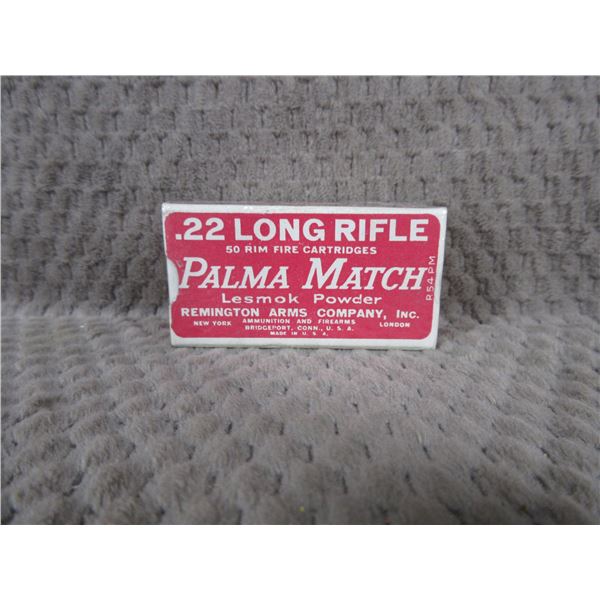 .22 LONG RIFLE
50 RIM FIRE CARTRIDGES
PALMA MATCH
Lesmok Powder
REMINGTON ARMS COMPANY, INC.
NEW YORK AMMUNITION AND FIREARMS LONDON
BRIDGEPORT, CONN., U. S. A.
MADE IN U. S. A.
R54PM